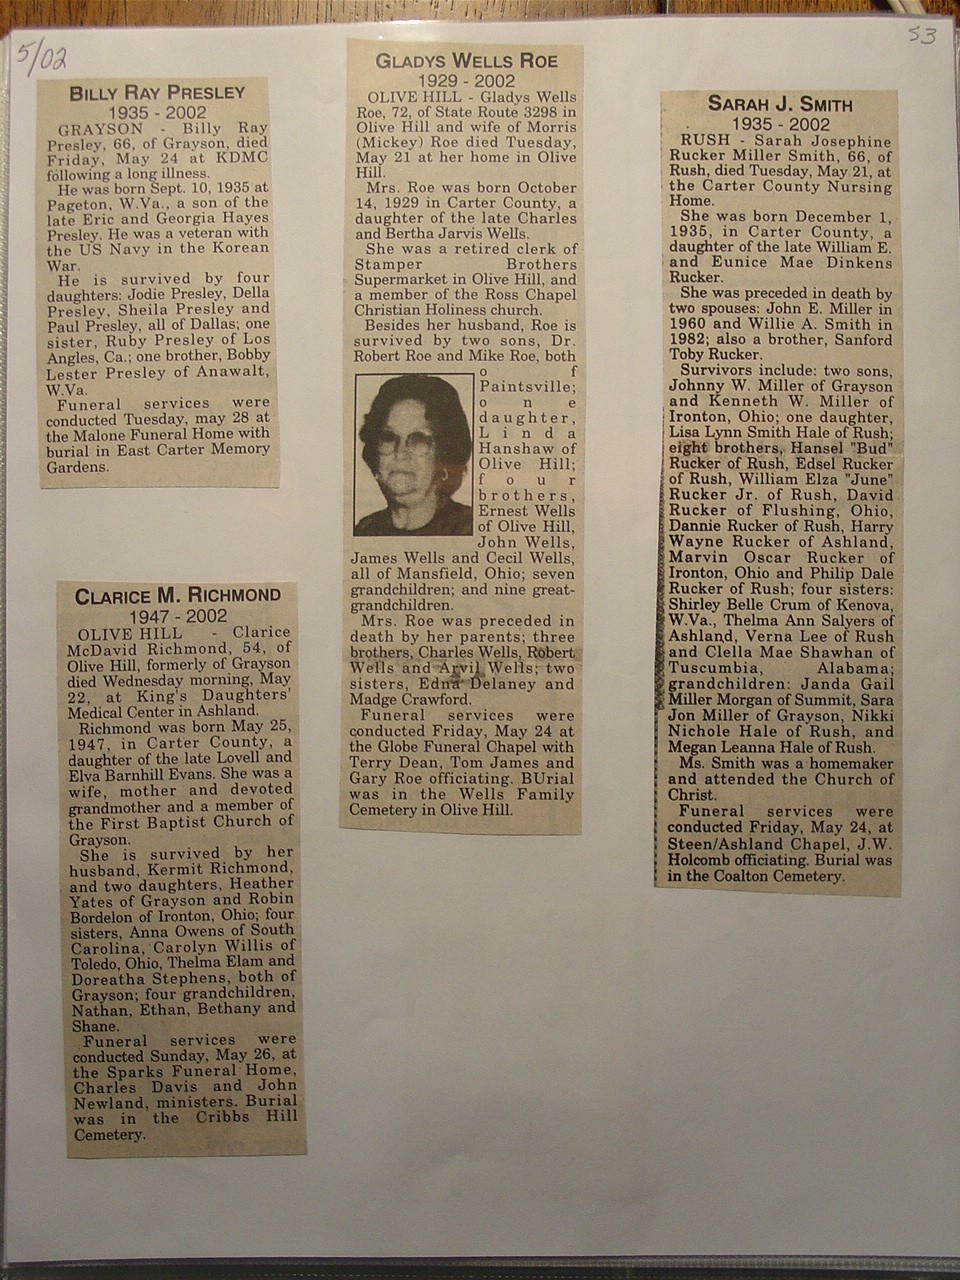 5/02
53
BILLY RAY PRESLEY
1935 - 2002
GRAYSON - Billy Ray
Presley, 66, of Grayson, died
Friday, May 24 at KDMC
following a long illness.
He was born Sept. 10, 1935 at
Pageton, W.Va., a son of the
late Eric and Georgia Hayes
Presley. He was a veteran with
the US Navy in the Korean
War.
He is survived by four
daughters: Jodie Presley, Della
Presley, Sheila Presley and
Paul Presley, all of Dallas; one
sister, Ruby Presley of Los
Angles, Ca.; one brother, Bobby
Lester Presley of Anawalt,
W.Va.
Funeral services were
conducted Tuesday, may 28 at
the Malone Funeral Home with
burial in East Carter Memory
Gardens.
CLARICE M. RICHMOND
1947 - 2002
OLIVE HILL - Clarice
McDavid Richmond, 54, of
Olive Hill, formerly of Grayson
died Wednesday morning, May
22, at King's Daughters'
Medical Center in Ashland.
Richmond was born May 25,
1947, in Carter County, a
daughter of the late Lovell and
Elva Barnhill Evans. She was a
wife, mother and devoted
grandmother and a member of
the First Baptist Church of
Grayson.
She is survived by her
husband, Kermit Richmond,
and two daughters, Heather
Yates of Grayson and Robin
Bordelon of Ironton, Ohio; four
sisters, Anna Owens of South
Carolina, Carolyn Willis of
Toledo, Ohio, Thelma Elam and
Doreatha Stephens, both of
Grayson; four grandchildren,
Nathan, Ethan, Bethany and
Shane.
Funeral services were
conducted Sunday, May 26, at
the Sparks Funeral Home,
Charles Davis and John
Newland, ministers. Burial
was in the Cribbs Hill
Cemetery.
GLADYS WELLS ROE
1929 - 2002
OLIVE HILL - Gladys Wells
Roe, 72, of State Route 3298 in
Olive Hill and wife of Morris
(Mickey) Roe died Tuesday,
May 21 at her home in Olive
Hill.
Mrs. Roe was born October
14, 1929 in Carter County, a
daughter of the late Charles
and Bertha Jarvis Wells.
She was a retired clerk of
Stamper Brothers
Supermarket in Olive Hill, and
a member of the Ross Chapel
Christian Holiness church.
Besides her husband, Roe is
survived by two sons, Dr.
Robert Roe and Mike Roe, both
of
Paintsville;
one
daughter,
Linda
Hanshaw of
Olive Hill;
four
brothers,
Ernest Wells
of Olive Hill,
John Wells,
James Wells and Cecil Wells,
all of Mansfield, Ohio; seven
grandchildren; and nine great-
grandchildren.
Mrs. Roe was preceded in
death by her parents; three
brothers, Charles Wells, Robert
Wells and Arvil Wells; two
sisters, Edna Delaney and
Madge Crawford.
Funeral services were
conducted Friday, May 24 at
the Globe Funeral Chapel with
Terry Dean, Tom James and
Gary Roe officiating. BUrial
was in the Wells Family
Cemetery in Olive Hill.
SARAH J. SMITH
1935 - 2002
RUSH - Sarah Josephine
Rucker Miller Smith, 66, of
Rush, died Tuesday, May 21, at
the Carter County Nursing
Home.
She was born December 1,
1935, in Carter County, a
daughter of the late William E.
and Eunice Mae Dinkens
Rucker.
She was preceded in death by
two spouses: John E. Miller in
1960 and Willie A. Smith in
1982; also a brother, Sanford
Toby Rucker.
Survivors include: two sons,
Johnny W. Miller of Grayson
and Kenneth W. Miller of
Ironton, Ohio; one daughter,
Lisa Lynn Smith Hale of Rush;
eight brothers, Hansel "Bud"
Rucker of Rush, Edsel Rucker
of Rush, William Elza "June"
Rucker Jr. of Rush, David
Rucker of Flushing, Ohio,
Dannie Rucker of Rush, Harry
Wayne Rucker of Ashland,
Marvin Oscar Rucker of
Ironton, Ohio and Philip Dale
Rucker of Rush; four sisters:
Shirley Belle Crum of Kenova,
W.Va., Thelma Ann Salyers of
Ashland, Verna Lee of Rush
and Clella Mae Shawhan of
Tuscumbia, Alabama;
grandchildren: Janda Gail
Miller Morgan of Summit, Sara
Jon Miller of Grayson, Nikki
Nichole Hale of Rush, and
Megan Leanna Hale of Rush.
Ms. Smith was a homemaker
and attended the Church of
Christ.
Funeral services were
conducted Friday, May 24, at
Steen/Ashland Chapel, J.W.
Holcomb officiating. Burial was
in the Coalton Cemetery.